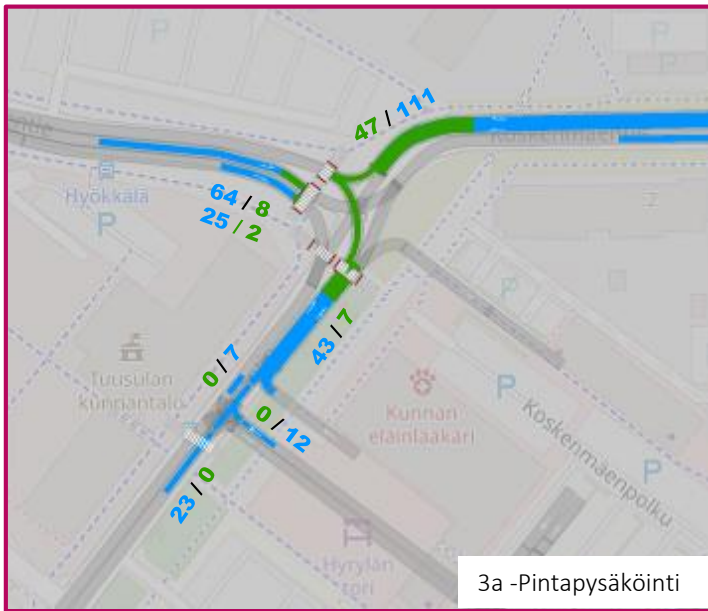 P
P
P
47 / 111
Koskenmäentie
Hyökkälä
P
64 / 8
25 / 2
P
43 / 7
Tuusulan
kunnantalo
0 / 7
Kunnan
eläinlääkäri
P
Koskenmäenpolku
P
0 / 12
23 / 0
Hyrylän
tori
3a -Pintapysäköinti